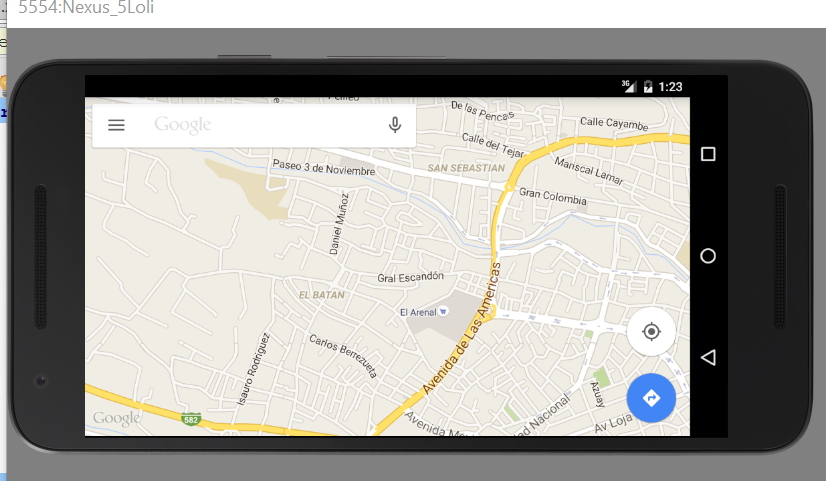 5554:Nexus_5Loli
3G
1:23
Google
De las Pencas
Calle Cayambe
Calle del Tejar
Paseo 3 de Noviembre
SAN SEBASTIAN
Mariscal Lamar
Gran Colombia
Daniel Muñoz
Gral Escandón
EL BATAN
El Arenal
Avenida de Las Americas
Carlos Berrezueta
Isauro Rodríguez
Azuay
Google
582
Avenida
Nacional
Av Loja